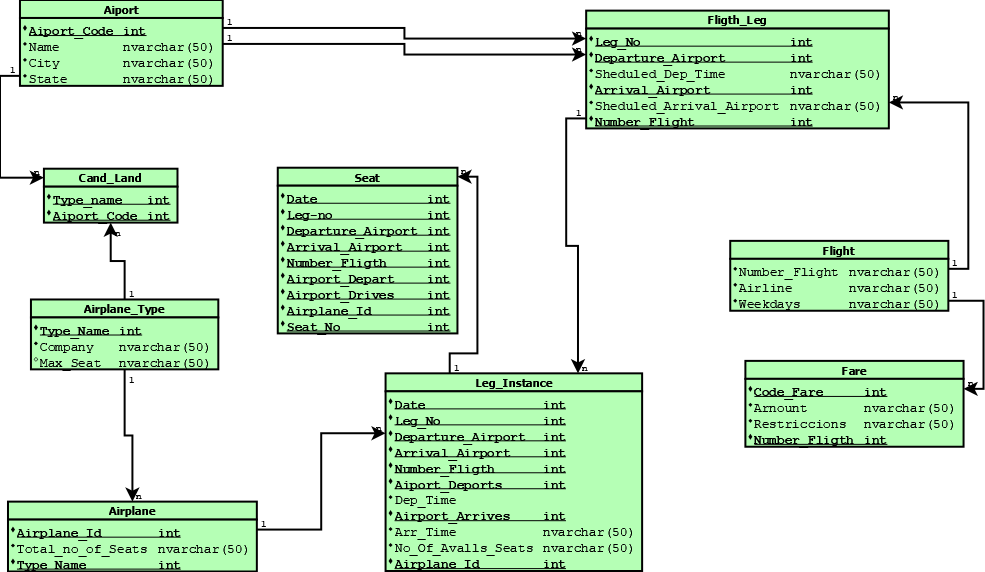 Aiport
Aiport_Code int
Name nvarchar(50)
City nvarchar(50)
State nvarchar(50)
1
1
1
n
n
Fligth_Leg
Leg_No int
Departure_Airport int
Sheduled_Dep_Time nvarchar(50)
Arrival_Airport int
Sheduled_Arrival_Airport nvarchar(50)
Number_Flight int
1
n
n
Cand_Land
Type_name int
Aiport_Code int
n
Seat
Date int
Leg-no int
Departure_Airport int
Arrival_Airport int
Number_Fligth int
Airport_Depart int
Airport_Drives int
Airplane_Id int
Seat_No int
n
Flight
Number_Flight nvarchar(50)
Airline nvarchar(50)
Weekdays nvarchar(50)
1
1
1
Airplane_Type
Type_Name int
Company nvarchar(50)
Max_Seat nvarchar(50)
1
Fare
Code_Fare int
Arnount nvarchar(50)
Restriccions nvarchar(50)
Number_Fligth int
n
1
n
Leg_Instance
Date int
Leg_No int
Departure_Airport int
Arrival_Airport int
Number_Fligth int
Aiport_Deports int
Dep_Time
Airport_Arrives int
Arr_Time nvarchar(50)
No_Of_Avalls_Seats nvarchar(50)
Airplane_Id int
n
n
Airplane
Airplane_Id int
Total_no_of_Seats nvarchar(50)
Type_Name int
1